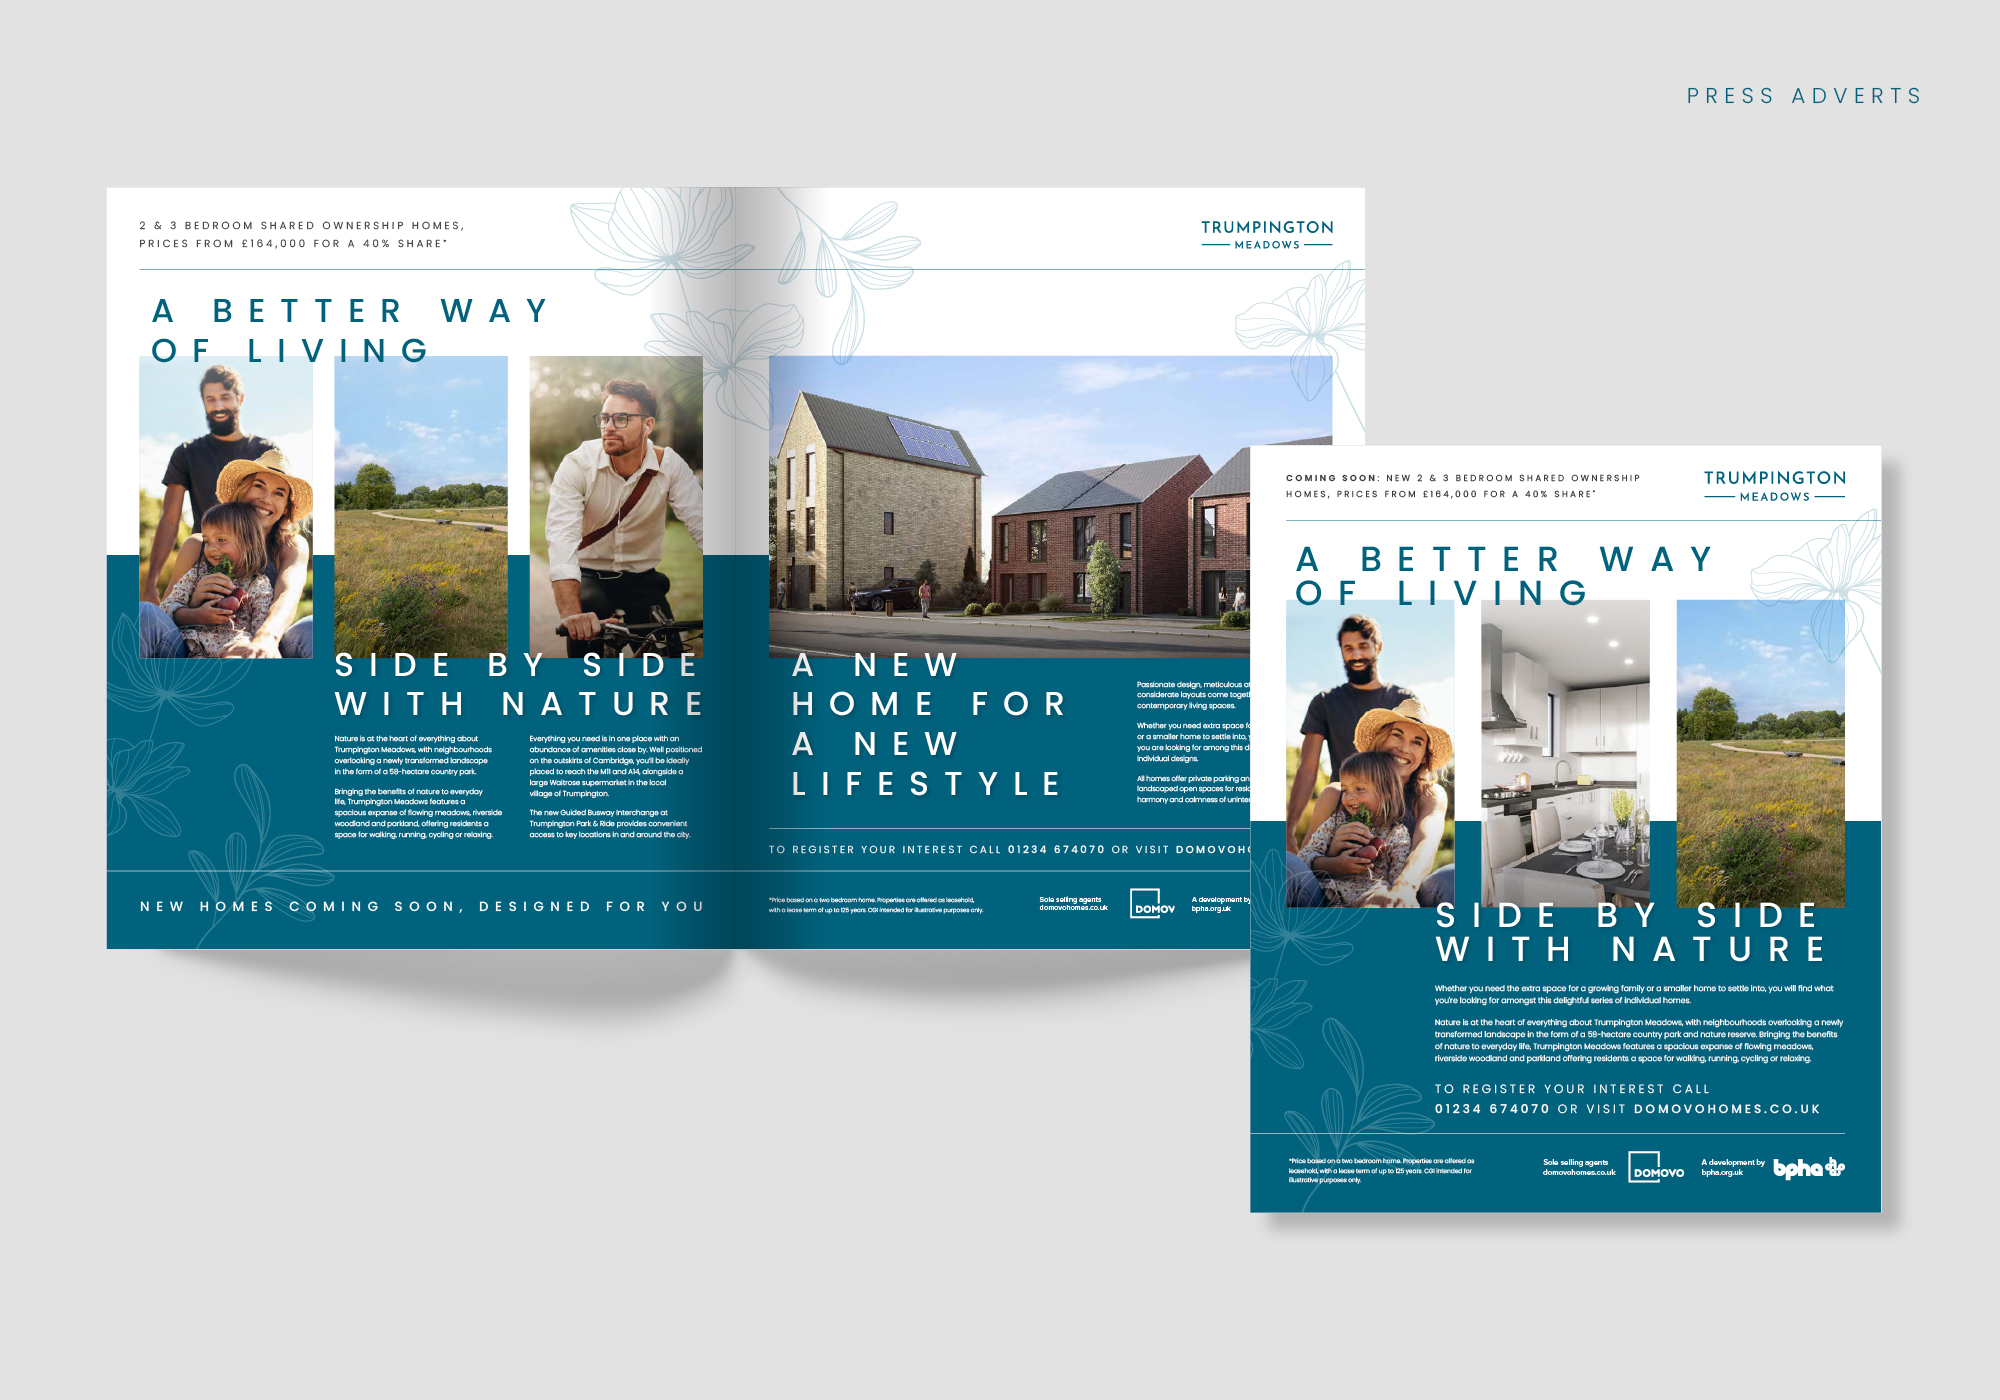 PRESS ADVERTS
2 & 3 BEDROOM SHARED OWNERSHIP HOMES,
PRICES FROM £164,000 FOR A 40% SHARE*
TRUMPINGTON
MEADOWS
A BETTER WAY
OF LIVING
SIDE BY SIDE
WITH NATURE
Nature is at the heart of everything about
Trumpington Meadows, with neighbourhoods
overlooking a newly transformed landscape
in the form of a 58-hectare country park.
Bringing the benefits of nature to everyday
life, Trumpington Meadows features a
spacious expanse of flowing meadows, riverside
woodland and parkland, offering residents a
space for walking, running, cycling or relaxing.
Everything you need is in one place with an
abundance of amenities close by. Well positioned
on the outskirts of Cambridge, you'll be ideally
placed to reach the M11 and A14, alongside a
large Waitrose supermarket in the local
village of Trumpington.
The new Guided Busway Interchange at
Trumpington Park & Ride provides convenient
access to key locations in and around the city.
NEW HOMES COMING SOON, DESIGNED FOR YOU
A NEW
HOME FOR
A NEW
LIFESTYLE
Passionate design, meticulous
considerate layouts come
contemporary living spaces.
Whether you need extra space
or a smaller home to settle into,
you are looking for among this
individual designs.
All homes offer private parking
landscaped open spaces for
harmony and calmness of
TO REGISTER YOUR INTEREST CALL 01234 674070 OR VISIT DOMOVOH
*Price based on a two bedroom home. Properties are offered as leasehold,
with a lease term of up to 125 years. CGI intended for illustrative purposes only.
Sole selling agents
domovohomes.co.uk
DOMOV
A development by
bpha.org.uk
COMING SOON: NEW 2 & 3 BEDROOM SHARED OWNERSHIP
HOMES, PRICES FROM £164,000 FOR A 40% SHARE*
TRUMPINGTON
MEADOWS
A BETTER WAY
OF LIVING
SIDE BY SIDE
WITH NATURE
Whether you need the extra space for a growing family or a smaller home to settle into, you will find what
you're looking for amongst this delightful series of individual homes.
Nature is at the heart of everything about Trumpington Meadows, with neighbourhoods overlooking a newly
transformed landscape in the form of a 58-hectare country park and nature reserve. Bringing the benefits
of nature to everyday life, Trumpington Meadows features a spacious expanse of flowing meadows,
riverside woodland and parkland offering residents a space for walking, running, cycling or relaxing.
TO REGISTER YOUR INTEREST CALL
01234 674070 OR VISIT DOMOVOHOMES.CO.UK
*Price based on a two bedroom home. Properties are offered as
leasehold, with a lease term of up to 125 years. CGI intended for
illustrative purposes only.
Sole selling agents
domovohomes.co.uk
DOMOVO
A development by
bpha.org.uk
bpha